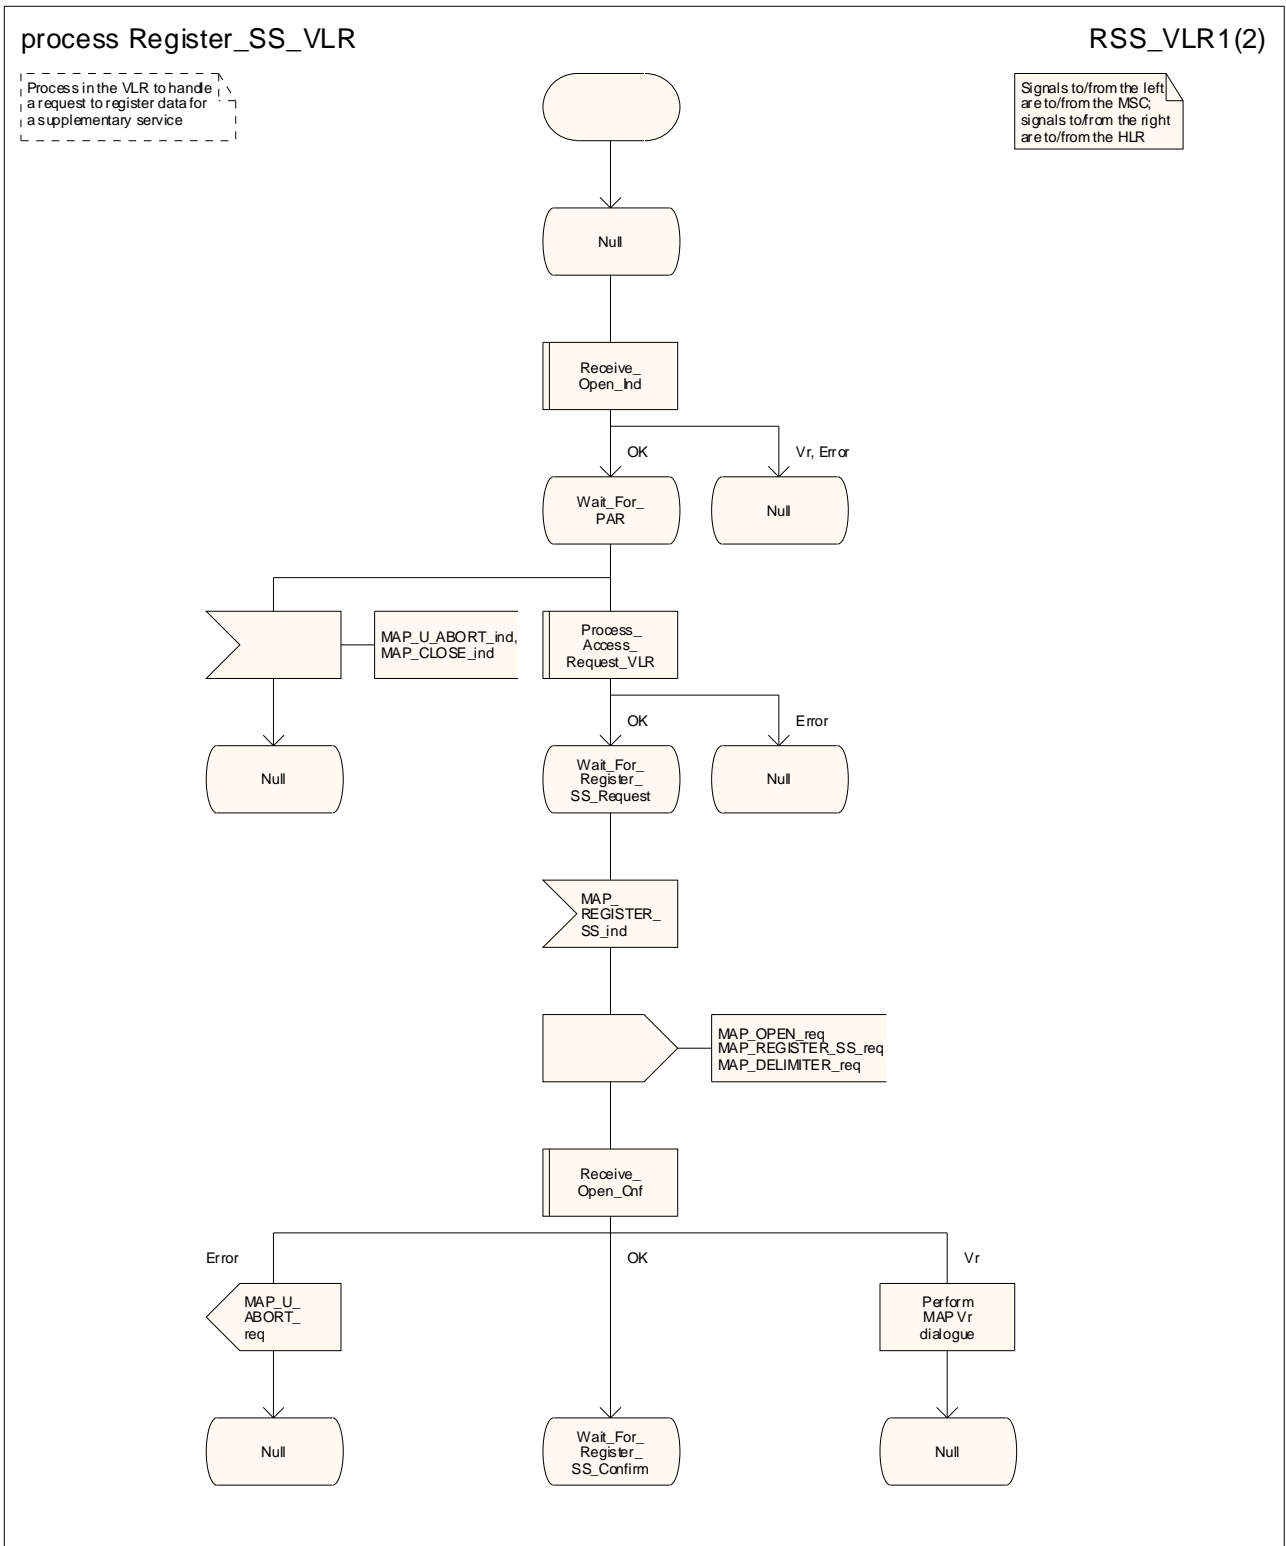 process Register_SS_VLR
RSS_VLR1(2)
Process in the VLR to handle
a request to register data for
a supplementary service
Signals to/from the left
are to/from the MSC;
signals to/from the right
are to/from the HLR
Null
Receive_
Open_Ind
OK
Vr, Error
Wait_For_
PAR
Null
MAP_U_ABORT_ind,
MAP_CLOSE_ind
Process_
Access_
Request_VLR
OK
Error
Null
Wait_For_
Register_
SS_Request
Null
MAP_
REGISTER_
SS_ind
MAP_OPEN_req
MAP_REGISTER_SS_req
MAP_DELIMITER_req
Receive_
Open_Cnf
Error
OK
Vr
MAP_U_
ABORT_
req
Perform
MAP Vr
dialogue
Null
Wait_For_
Register_
SS_Confirm
Null